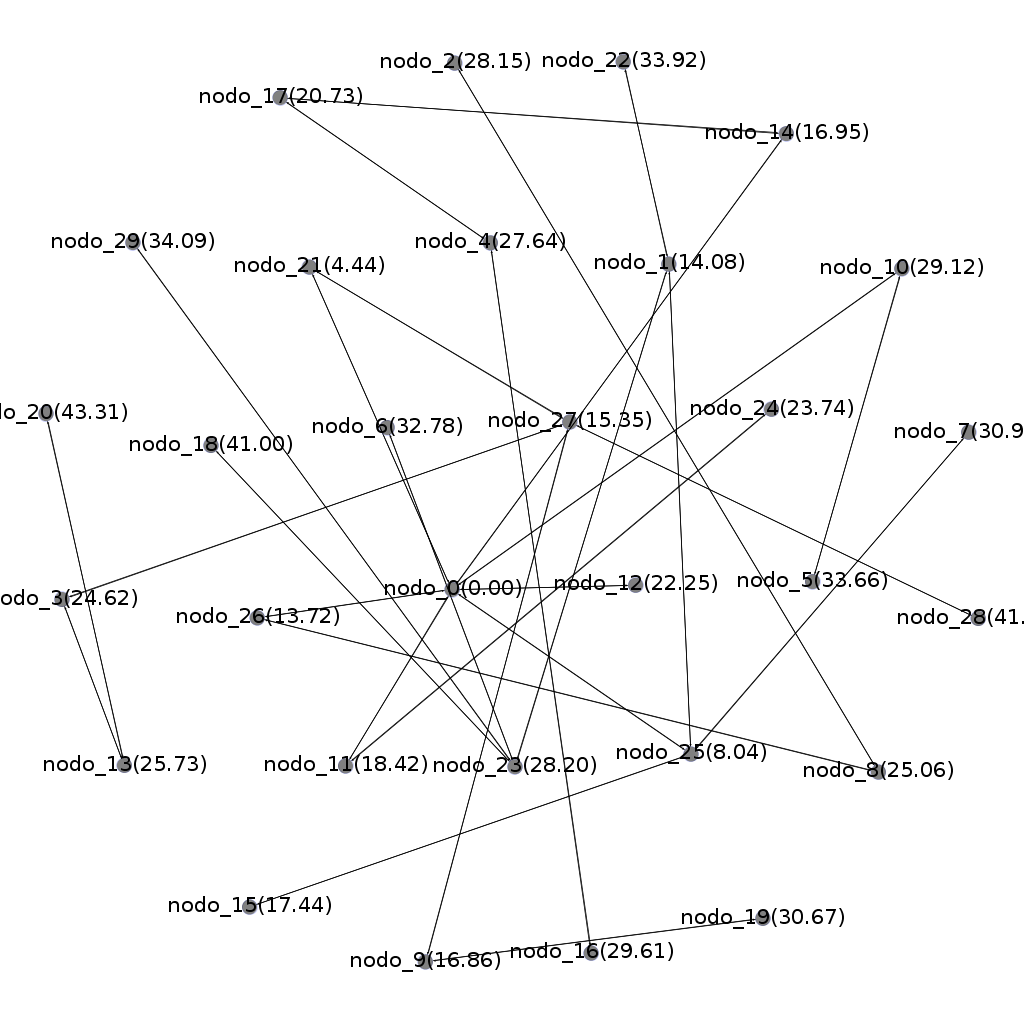 nodo_2(28.15)
nodo_22(33.92)
nodo_17(20.73)
nodo_14(16.95)
nodo_29(34.09)
nodo_4(27.64)
nodo_21(4.44)
nodo_1(14.08)
nodo_10(29.12)
do_20(43.31)
nodo_24(23.74)
nodo_27(15.35)
nodo_6(32.78)
nodo_7(30.9
nodo_18(41.00)
nodo_0(0.00)
nodo_12(22.25)
nodo_5(33.66)
odo_3(24.62)
nodo_26(13.72)
nodo_28(41.
nodo_25(8.04)
nodo_13(25.73)
nodo_11(18.42)
nodo_23(28.20)
nodo_8(25.06)
nodo_15(17.44)
nodo_19(30.67)
nodo_16(29.61)
nodo_9(16.86)